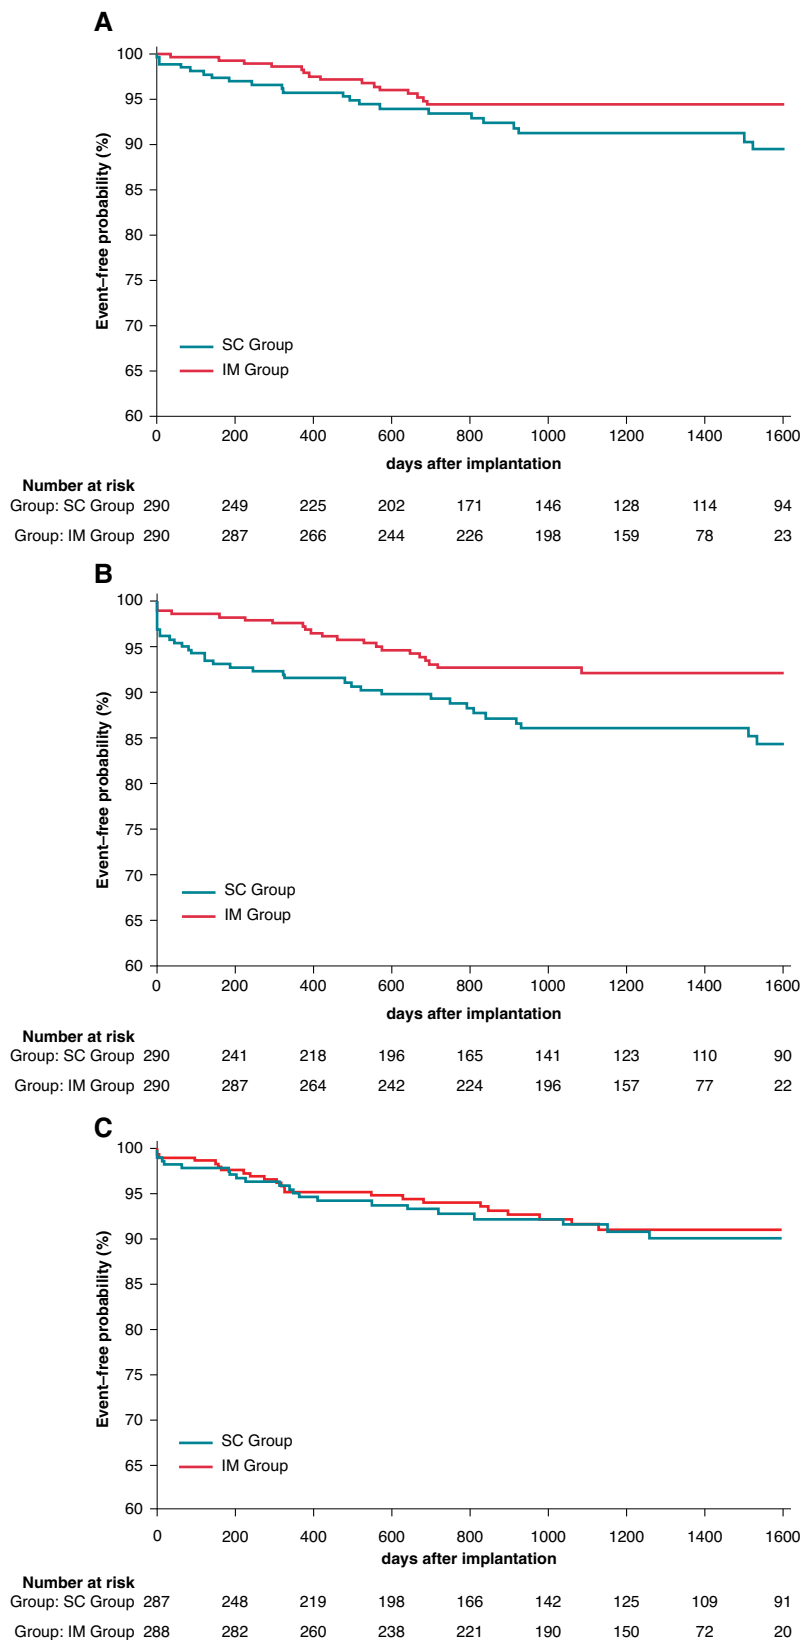 A
100
95
90
85
80
75
70
65
60
Event–free probability (%)
SC Group
IM Group
0 200 400 600 800 1000 1200 1400 1600
days after implantation
Number at risk
Group: SC Group 290 249 225 202 171 146 128 114 94
Group: IM Group 290 287 266 244 226 198 159 78 23
B
100
95
90
85
80
75
70
65
60
Event–free probability (%)
SC Group
IM Group
0 200 400 600 800 1000 1200 1400 1600
days after implantation
Number at risk
Group: SC Group 290 241 218 196 165 141 123 110 90
Group: IM Group 290 287 264 242 224 196 157 77 22
C
100
95
90
85
80
75
70
65
60
Event–free probability (%)
SC Group
IM Group
0 200 400 600 800 1000 1200 1400 1600
days after implantation
Number at risk
Group: SC Group 287 248 219 198 166 142 125 109 91
Group: IM Group 288 282 260 238 221 190 150 72 20